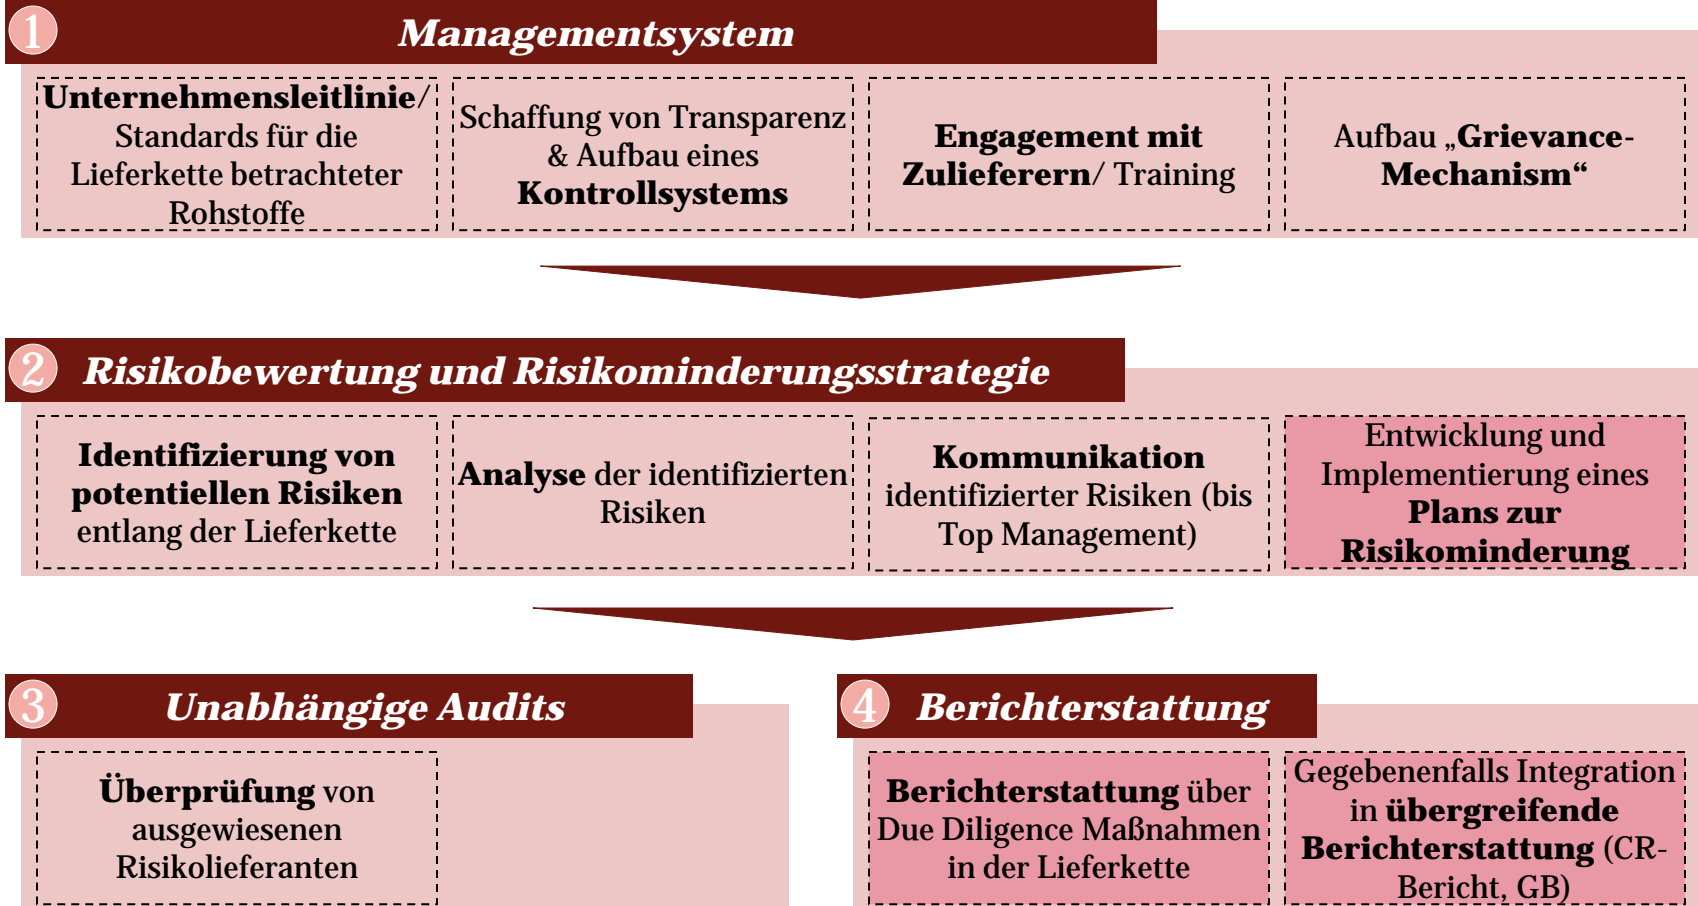 1
Managementsystem
Unternehmensleitlinie/
Standards für die
Lieferkette betrachteter
Rohstoffe
Schaffung von Transparenz
& Aufbau eines
Kontrollsystems
Engagement mit
Zulieferern/ Training
Aufbau „Grievance-
Mechanism“
2
Risikobewertung und Risikominderungsstrategie
Identifizierung von
potentiellen Risiken
entlang der Lieferkette
Analyse der identifizierten
Risiken
Kommunikation
identifizierter Risiken (bis
Top Management)
Entwicklung und
Implementierung eines
Plans zur
Risikominderung
3
Unabhängige Audits
Überprüfung von
ausgewiesenen
Risikolieferanten
4
Berichterstattung
Berichterstattung über
Due Diligence Maßnahmen
in der Lieferkette
Gegebenenfalls Integration
in übergreifende
Berichterstattung (CR-
Bericht, GB)